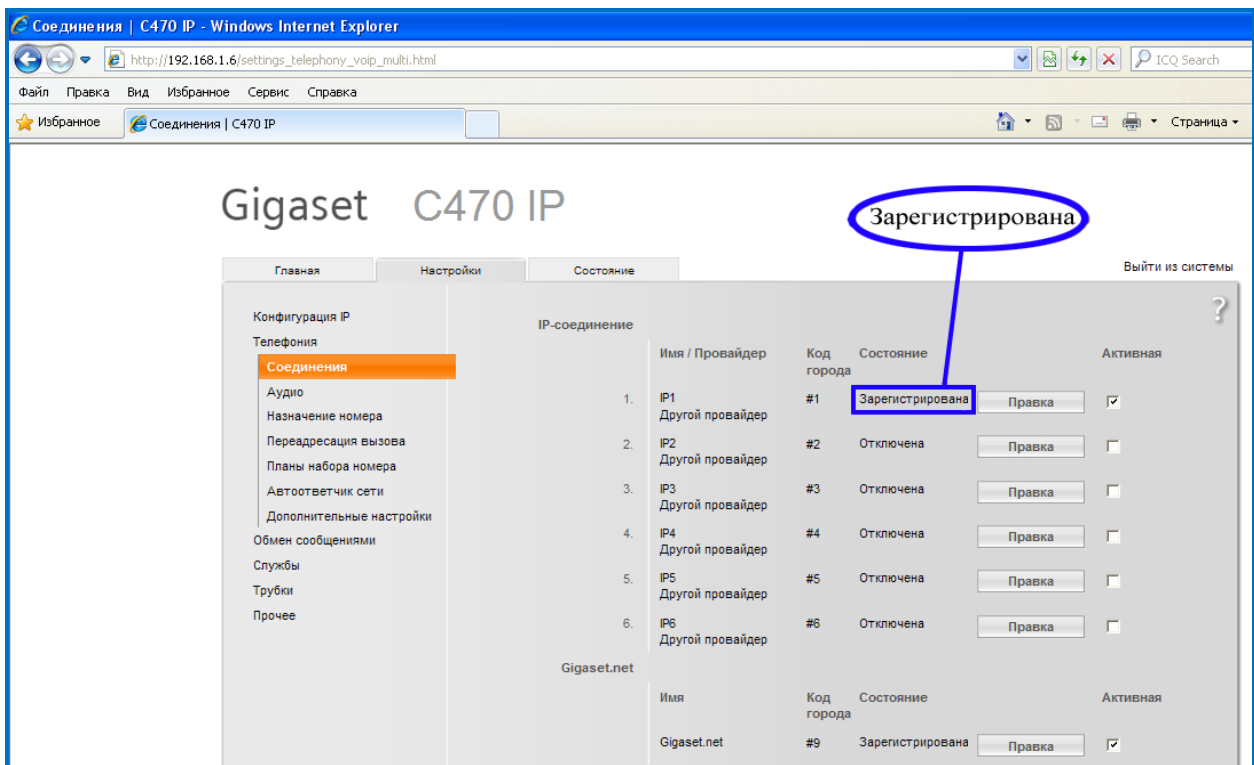 Соединения | C470 IP - Windows Internet Explorer
http://192.168.1.6/settings_telephony_voip_multi.html
ICQ Search
Файл Правка Вид Избранное Сервис Справка
Избранное Соединения | C470 IP Страница
Gigaset C470 IP
Зарегистрирована
Главная Настройки Состояние Выйти из системы
?
Конфигурация IP
Телефония
Соединения
Аудио
Назначение номера
Переадресация вызова
Планы набора номера
Автоответчик сети
Дополнительные настройки
Обмен сообщениями
Службы
Трубки
Прочее
IP-соединение
Имя / Провайдер Код города Состояние Активная
1. IP1 #1 Зарегистрирована Правка
Другой провайдер
2. IP2 #2 Отключена Правка
Другой провайдер
3. IP3 #3 Отключена Правка
Другой провайдер
4. IP4 #4 Отключена Правка
Другой провайдер
5. IP5 #5 Отключена Правка
Другой провайдер
6. IP6 #6 Отключена Правка
Другой провайдер
Gigaset.net
Имя Код города Состояние Активная
Gigaset.net #9 Зарегистрирована Правка